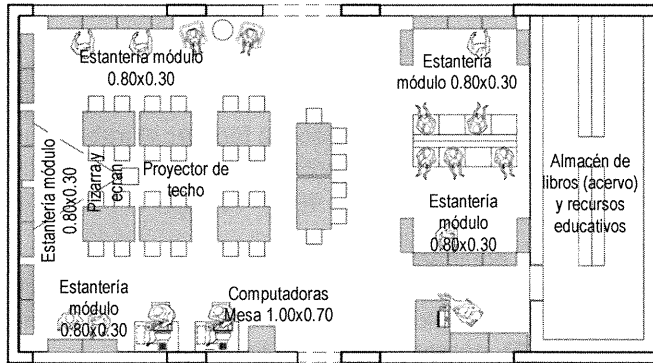 Estantería módulo
0.80x0.30
Estantería
módulo 0.80x0.30
Estantería módulo
0.80x0.30
Pizarra y
ecran
Proyector de
techo
Almacén de
libros (acervo)
y recursos
educativos
Estantería
módulo
0.80x0.30
Estantería
módulo
0.80x0.30
Computadoras
Mesa 1.00x0.70